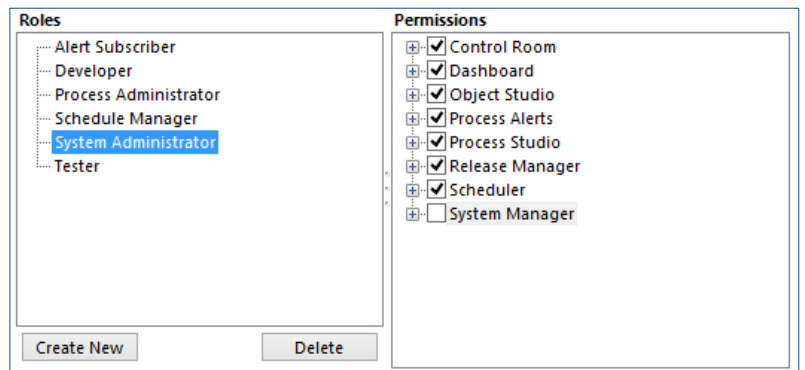 Roles
Alert Subscriber
Developer
Process Administrator
Schedule Manager
System Administrator
Tester
Create New
Delete
Permissions
Control Room
Dashboard
Object Studio
Process Alerts
Process Studio
Release Manager
Scheduler
System Manager